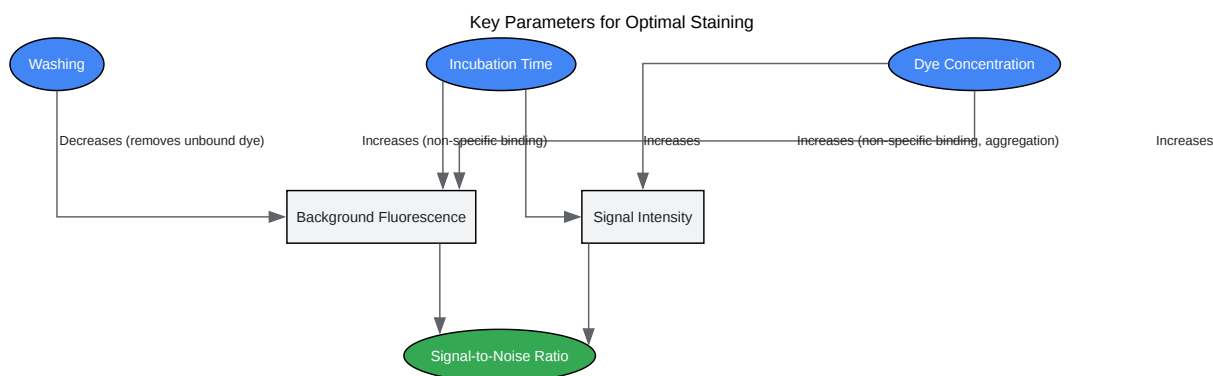 Key Parameters for Optimal Staining
Washing
Incubation Time
Dye Concentration
Decreases (removes unbound dye)
Increases (non-specific binding)
Increases
Increases (non-specific binding, aggregation)
Increases
Background Fluorescence
Signal Intensity
Signal-to-Noise Ratio